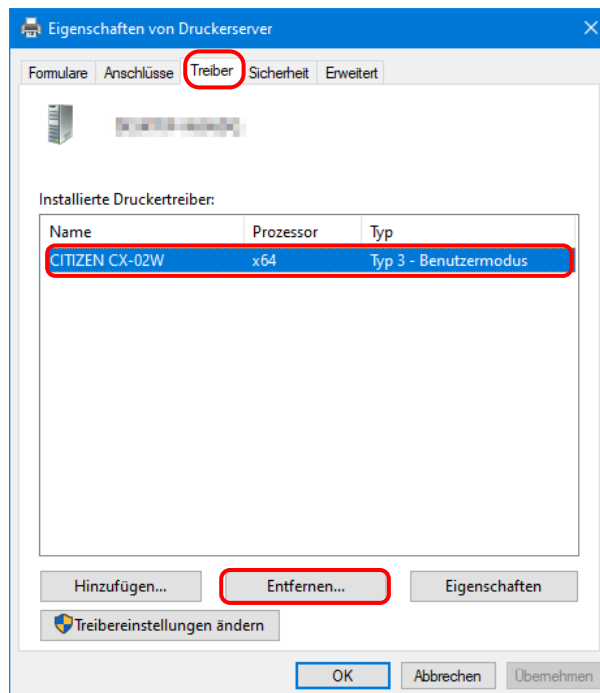 Eigenschaften von Druckerserver
Formulare Anschlüsse Treiber Sicherheit Erweitert
Installierte Druckertreiber:
Name Prozessor Typ
CITIZEN CX-02W x64 Typ 3 - Benutzermodus
Hinzufügen... Entfernen... Eigenschaften
Treibereinstellungen ändern
OK Abbrechen Übernehmen